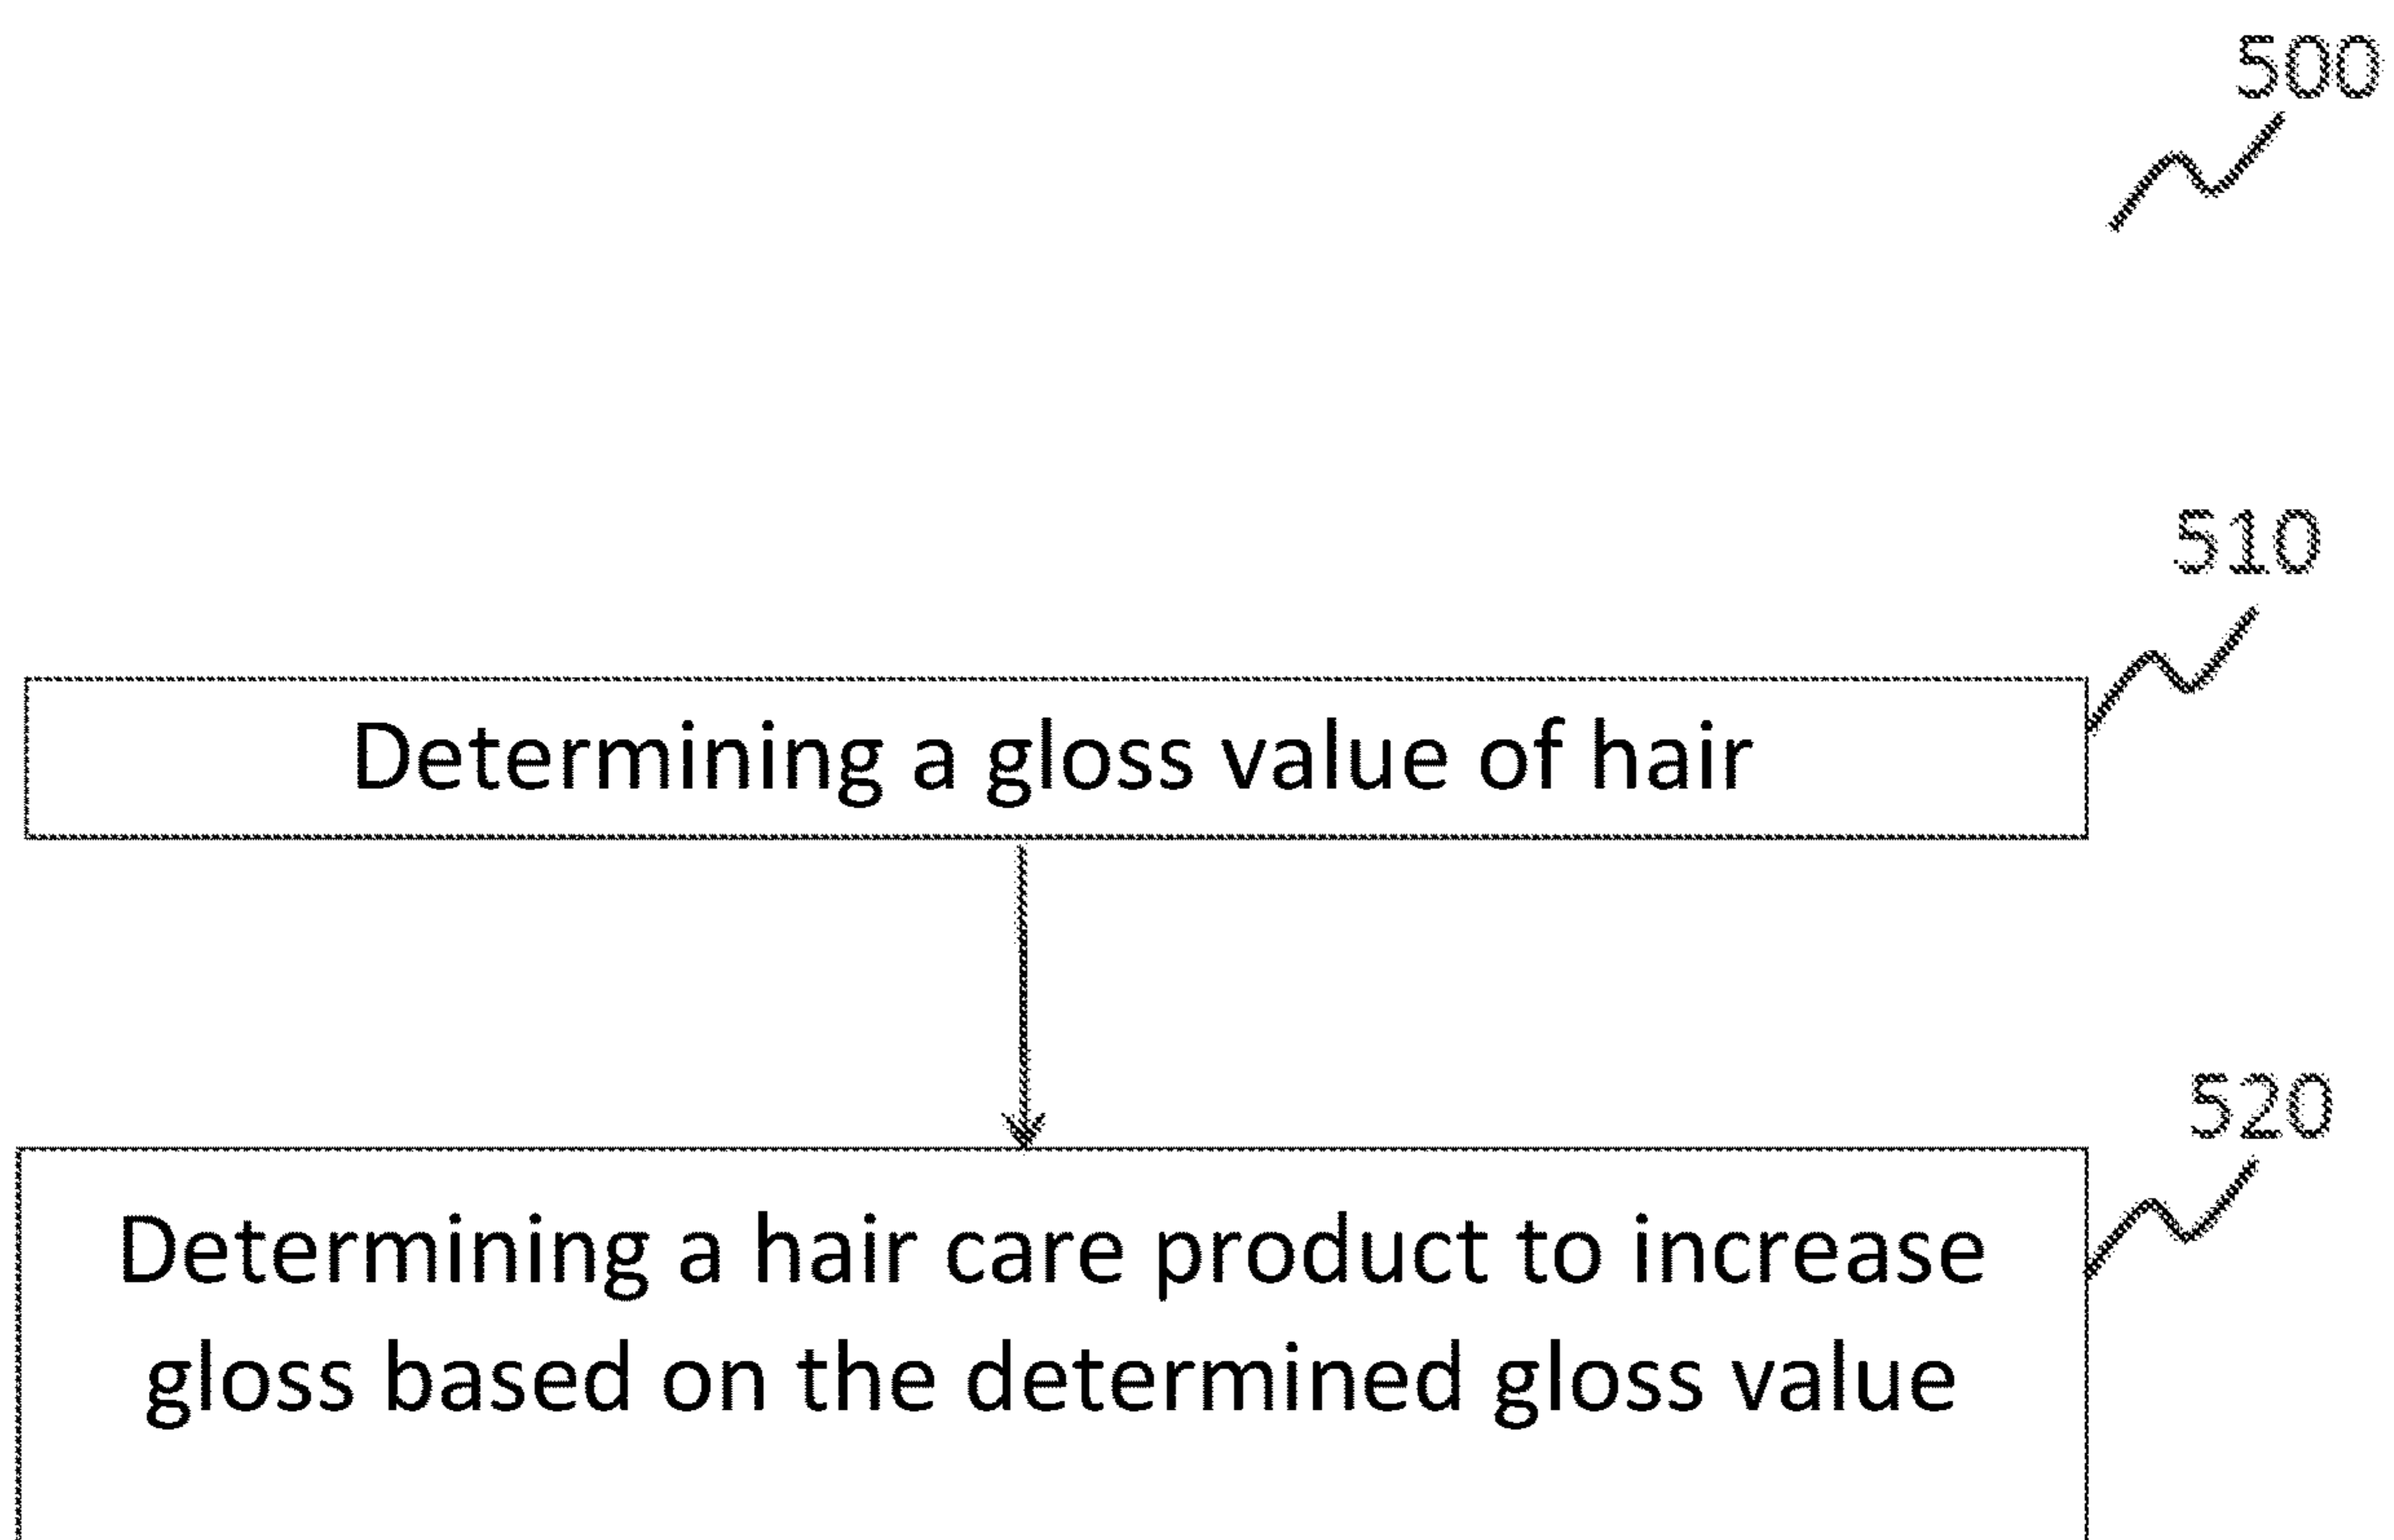 500
510
Determining a gloss value of hair
520
Determining a hair care product to increase
gloss based on the determined gloss value